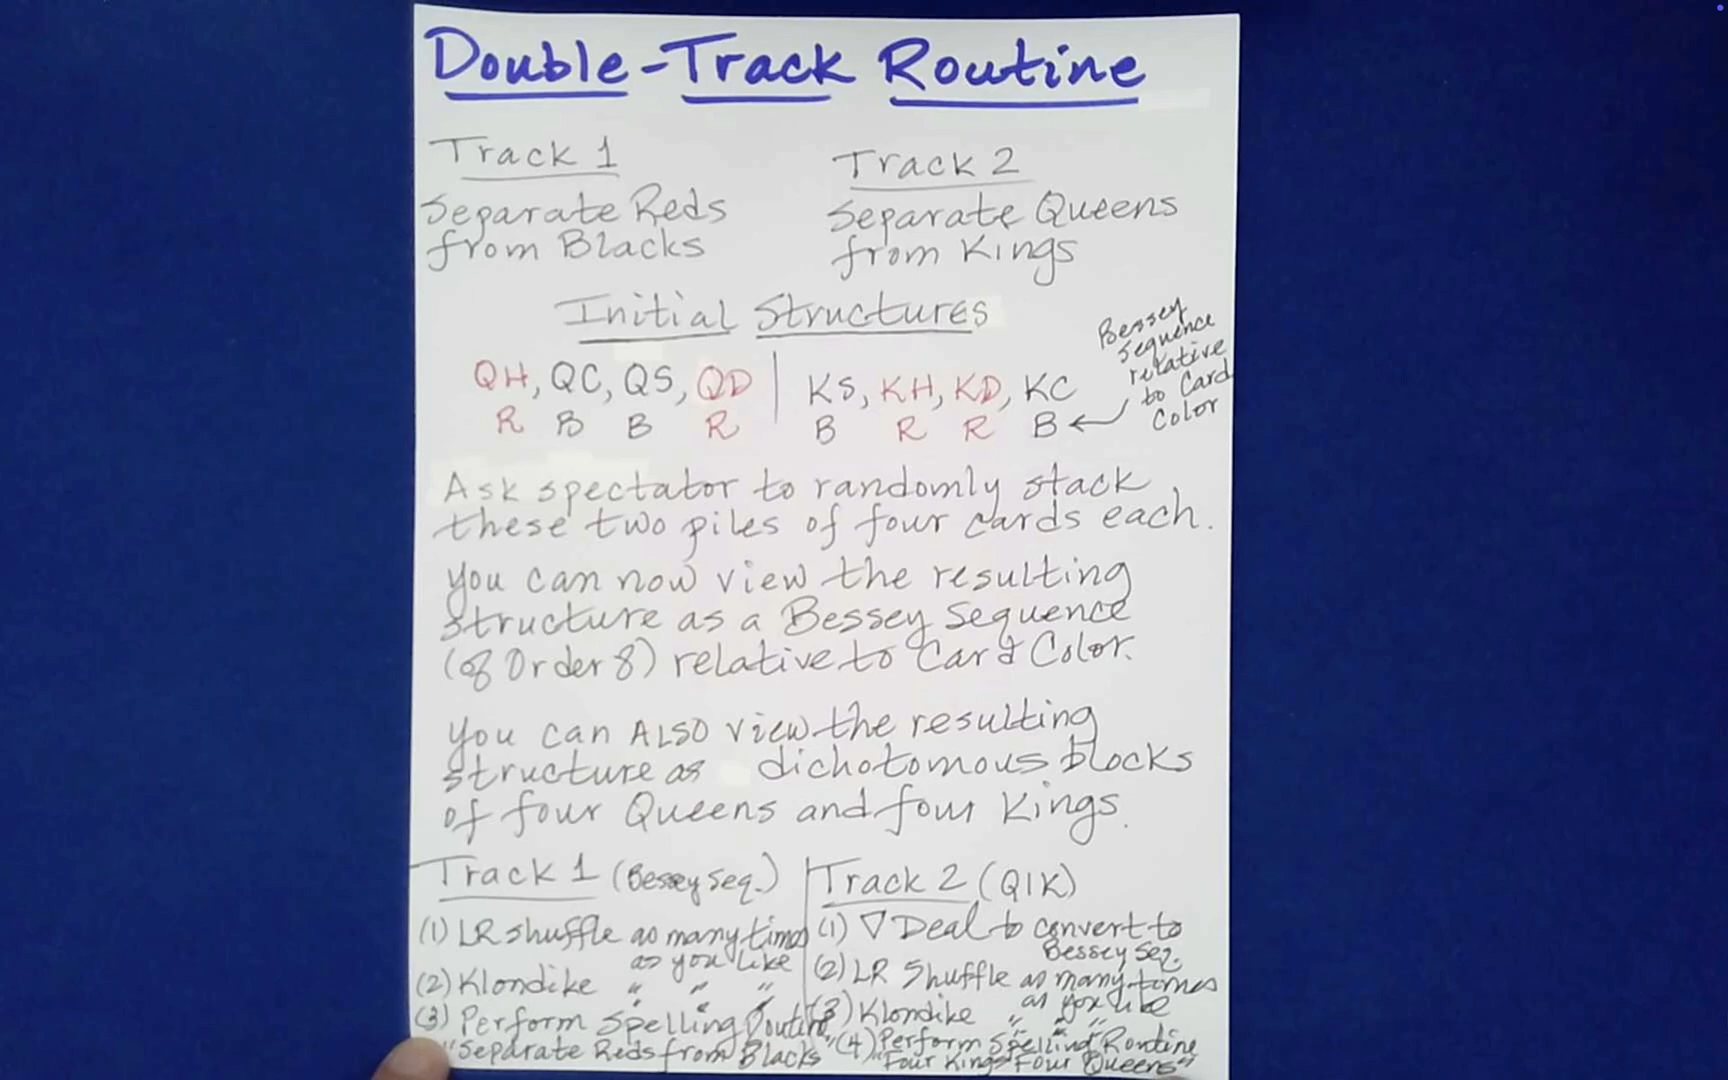 Double-Track Routine
Track 1
Separate Reds
from Blacks
Track 2
Separate Queens
from Kings
Initial Structures
QH, QC, QS, QD | KS, KH, KD, KC
R B B R B R R B ←
Bessey
Sequence
relative
to Card
Color
Ask spectator to randomly stack
these two piles of four cards each.
You can now view the resulting
structure as a Bessey Sequence
(of Order 8) relative to Card Color.
You can ALSO view the resulting
structure as dichotomous blocks
of four Queens and four Kings.
Track 1 (Bessey Seq.)
(1) LR shuffle as many times
as you like
(2) Klondike " " "
(3) Perform Spelling Routine
"Separate Reds from Blacks"
Track 2 (Q|K)
(1) ▽ Deal to convert to
Bessey Seq.
(2) LR Shuffle as many times
as you like
(3) Klondike " " "
(4) Perform Spelling Routine
"Four Kings Four Queens"